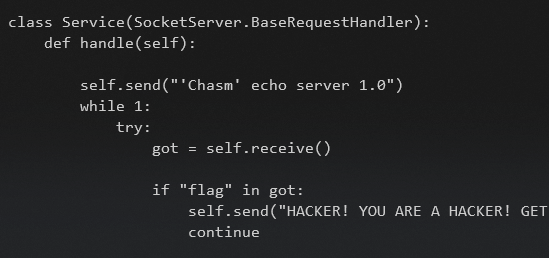 class Service(SocketServer.BaseRequestHandler):
    def handle(self):

        self.send("'Chasm' echo server 1.0")
        while 1:
            try:
                got = self.receive()

                if "flag" in got:
                    self.send("HACKER! YOU ARE A HACKER! GET
                    continue